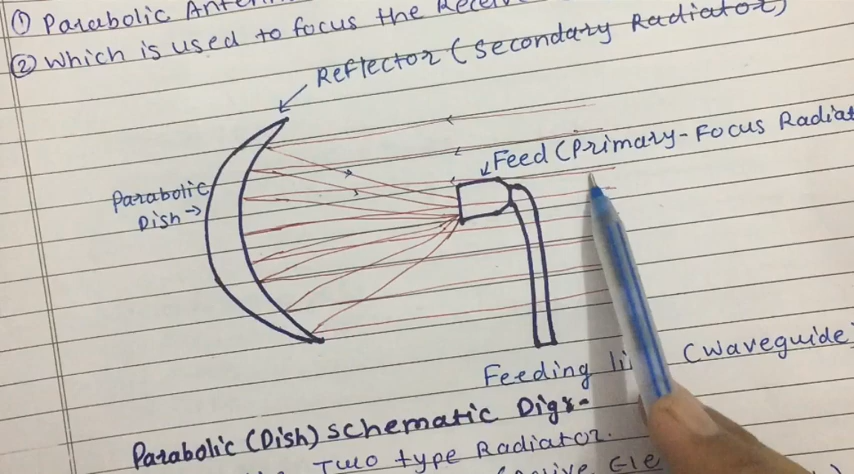 ① Parabolic
② Which is used to focus the
Reflector (Secondary Radiator)
Feed (Primary-Focus
Parabolic
Dish→
Feeding (Waveguide)
Parabolic (Dish) schematic Digr-
Two type Radiator.